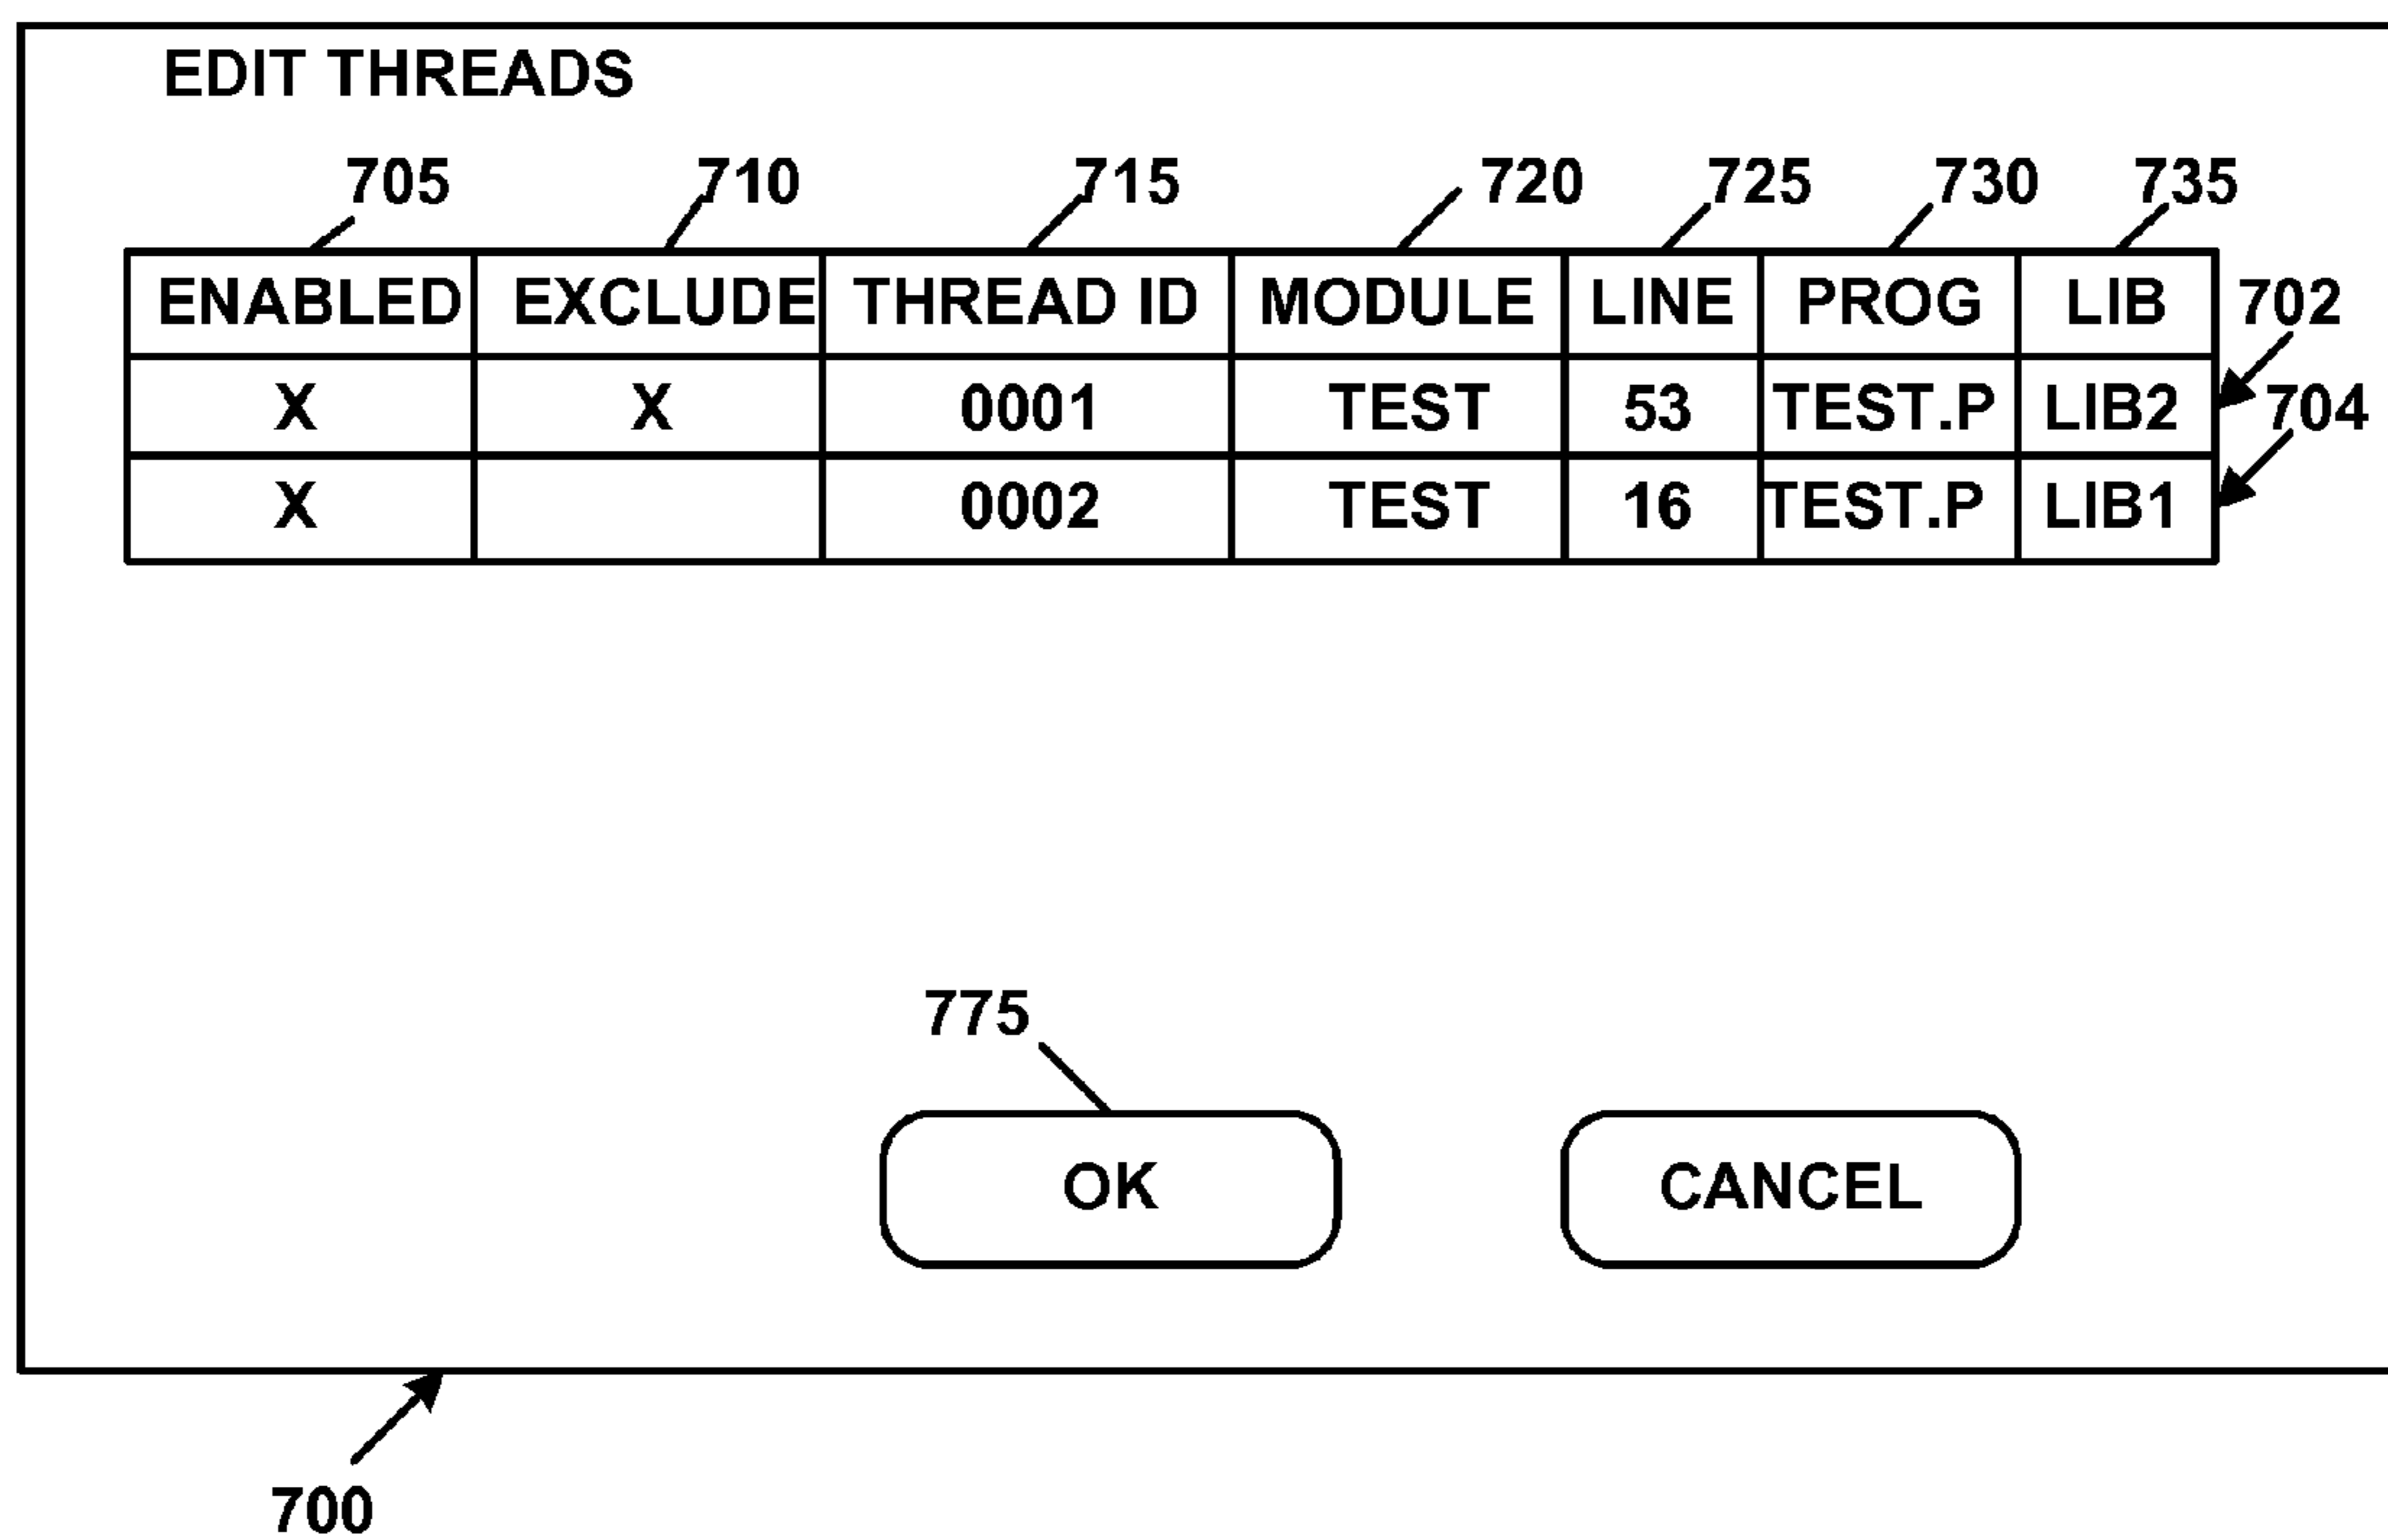 EDIT THREADS
705 710 715 720 725 730 735
ENABLED EXCLUDE THREAD ID MODULE LINE PROG LIB 702
X X 0001 TEST 53 TEST.P LIB2 704
X 0002 TEST 16 TEST.P LIB1
775
OK CANCEL
700